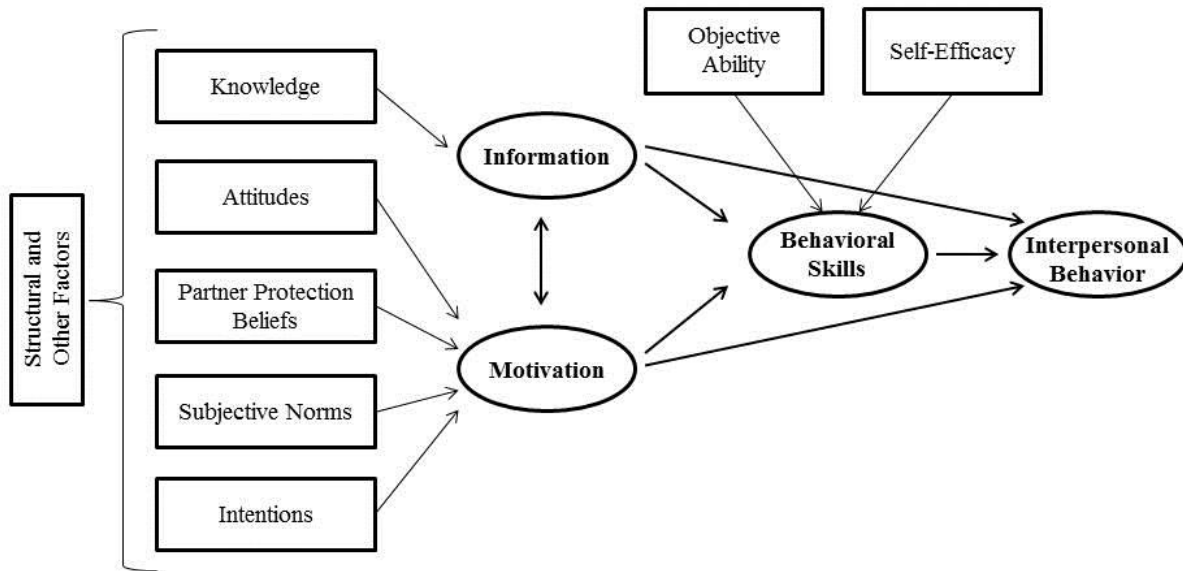 Structural and
Other Factors
Knowledge
Attitudes
Partner Protection
Beliefs
Subjective Norms
Intentions
Information
Motivation
Objective
Ability
Self-Efficacy
Behavioral
Skills
Interpersonal
Behavior